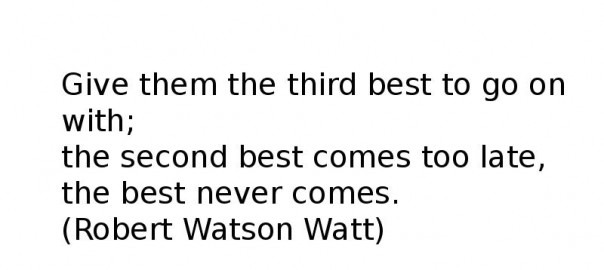 Give them the third best to go on
with;
the second best comes too late,
the best never comes.
(Robert Watson Watt)